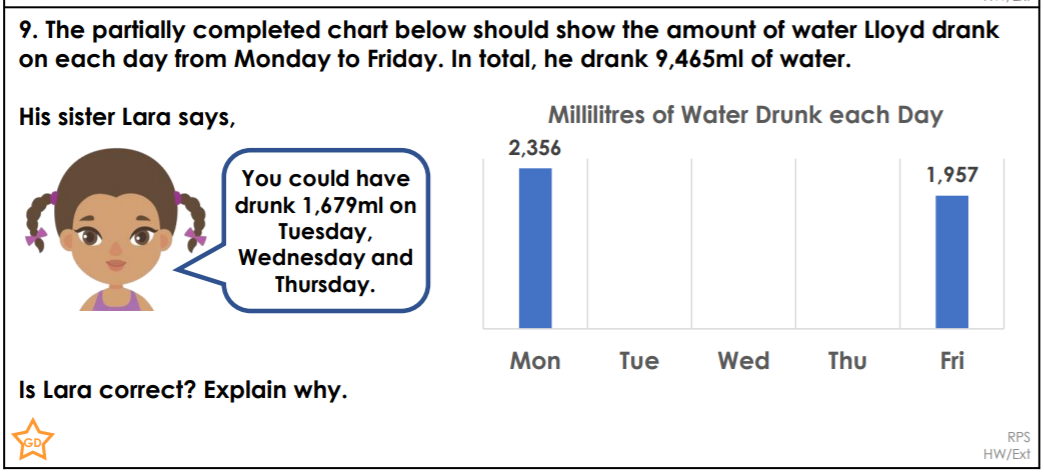 9. The partially completed chart below should show the amount of water Lloyd drank
on each day from Monday to Friday. In total, he drank 9,465ml of water.
His sister Lara says,
You could have
drunk 1,679ml on
Tuesday,
Wednesday and
Thursday.
Millilitres of Water Drunk each Day
2,356
1,957
Mon Tue Wed Thu Fri
Is Lara correct? Explain why.
GD
RPS
HW/Ext